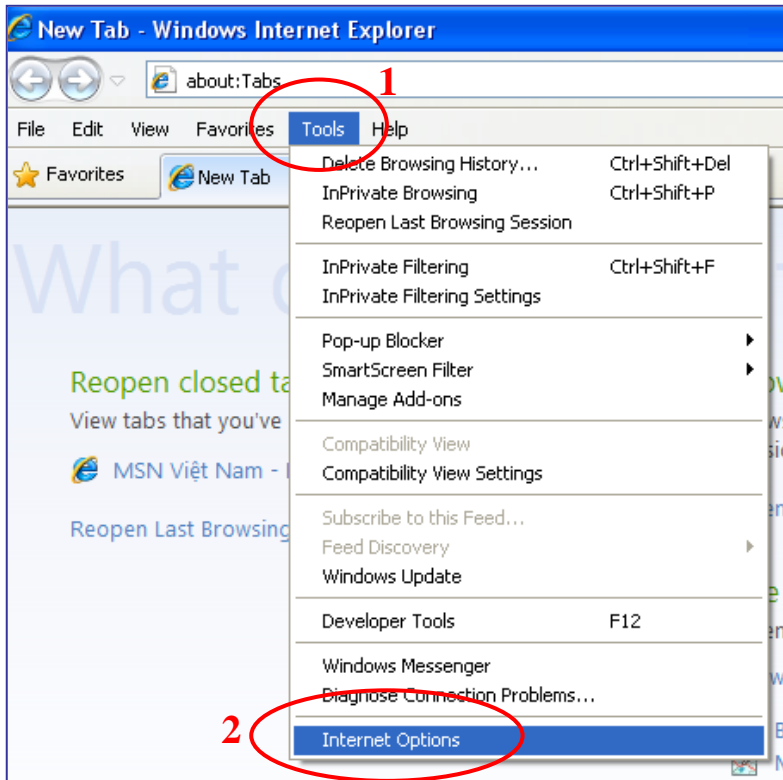 New Tab - Windows Internet Explorer
about:Tabs
1
File Edit View Favorites Tools Help
Favorites
New Tab
Delete Browsing History... Ctrl+Shift+Del
InPrivate Browsing Ctrl+Shift+P
Reopen Last Browsing Session
InPrivate Filtering Ctrl+Shift+F
InPrivate Filtering Settings
Pop-up Blocker
SmartScreen Filter
Manage Add-ons
Compatibility View
Compatibility View Settings
Subscribe to this Feed...
Feed Discovery
Windows Update
Developer Tools F12
Windows Messenger
Diagnose Connection Problems...
2
Internet Options
What
Reopen closed
View tabs that you've
MSN Việt Nam -
Reopen Last Browsing